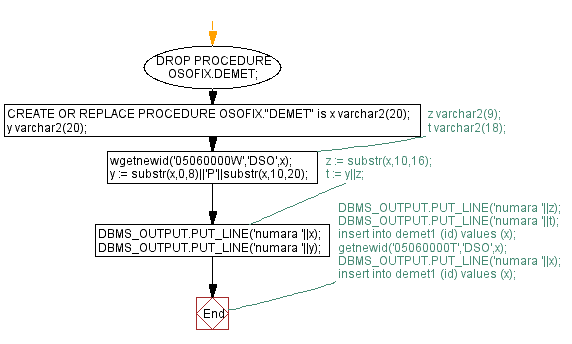 DROP PROCEDURE
OSOFIX.DEMET;
CREATE OR REPLACE PROCEDURE OSOFIX."DEMET" is x varchar2(20);
y varchar2(20);
z varchar2(9);
t varchar2(18);
wgetnewid('05060000W','DSO',x);
y := substr(x,0,8)||'P'||substr(x,10,20);
z := substr(x,10,16);
t := y||z;
DBMS_OUTPUT.PUT_LINE('numara '||x);
DBMS_OUTPUT.PUT_LINE('numara '||y);
DBMS_OUTPUT.PUT_LINE('numara '||z);
DBMS_OUTPUT.PUT_LINE('numara '||t);
insert into demet1 (id) values (x);
getnewid('05060000T','DSO',x);
DBMS_OUTPUT.PUT_LINE('numara '||x);
insert into demet1 (id) values (x);
End